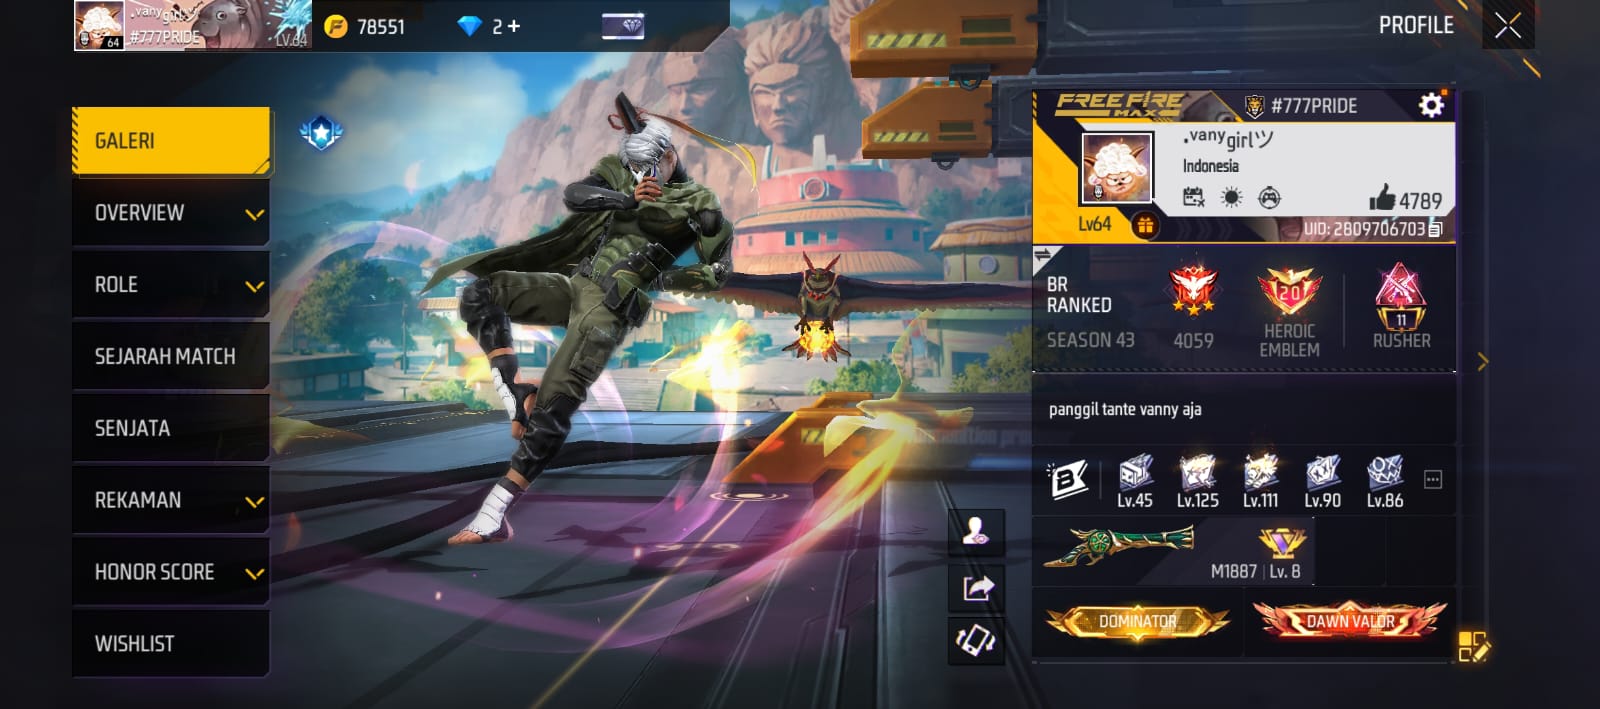 .ᵛᵃⁿʸgirlツ
#777PRIDE
64
LV.64
78551
2 +
PROFILE
GALERI
OVERVIEW
ROLE
SEJARAH MATCH
SENJATA
REKAMAN
HONOR SCORE
WISHLIST
FREE FIRE
MAX
#777PRIDE
.ᵛᵃⁿʸgirlツ
Indonesia
4789
Lv64
UID: 2809706703
BR
RANKED
SEASON 43
4059
20
HEROIC
EMBLEM
11
RUSHER
panggil tante vanny aja
B
Lv.45
Lv.125
Lv.111
Lv.90
Lv.86
M1887 | Lv. 8
DOMINATOR
DAWN VALOR